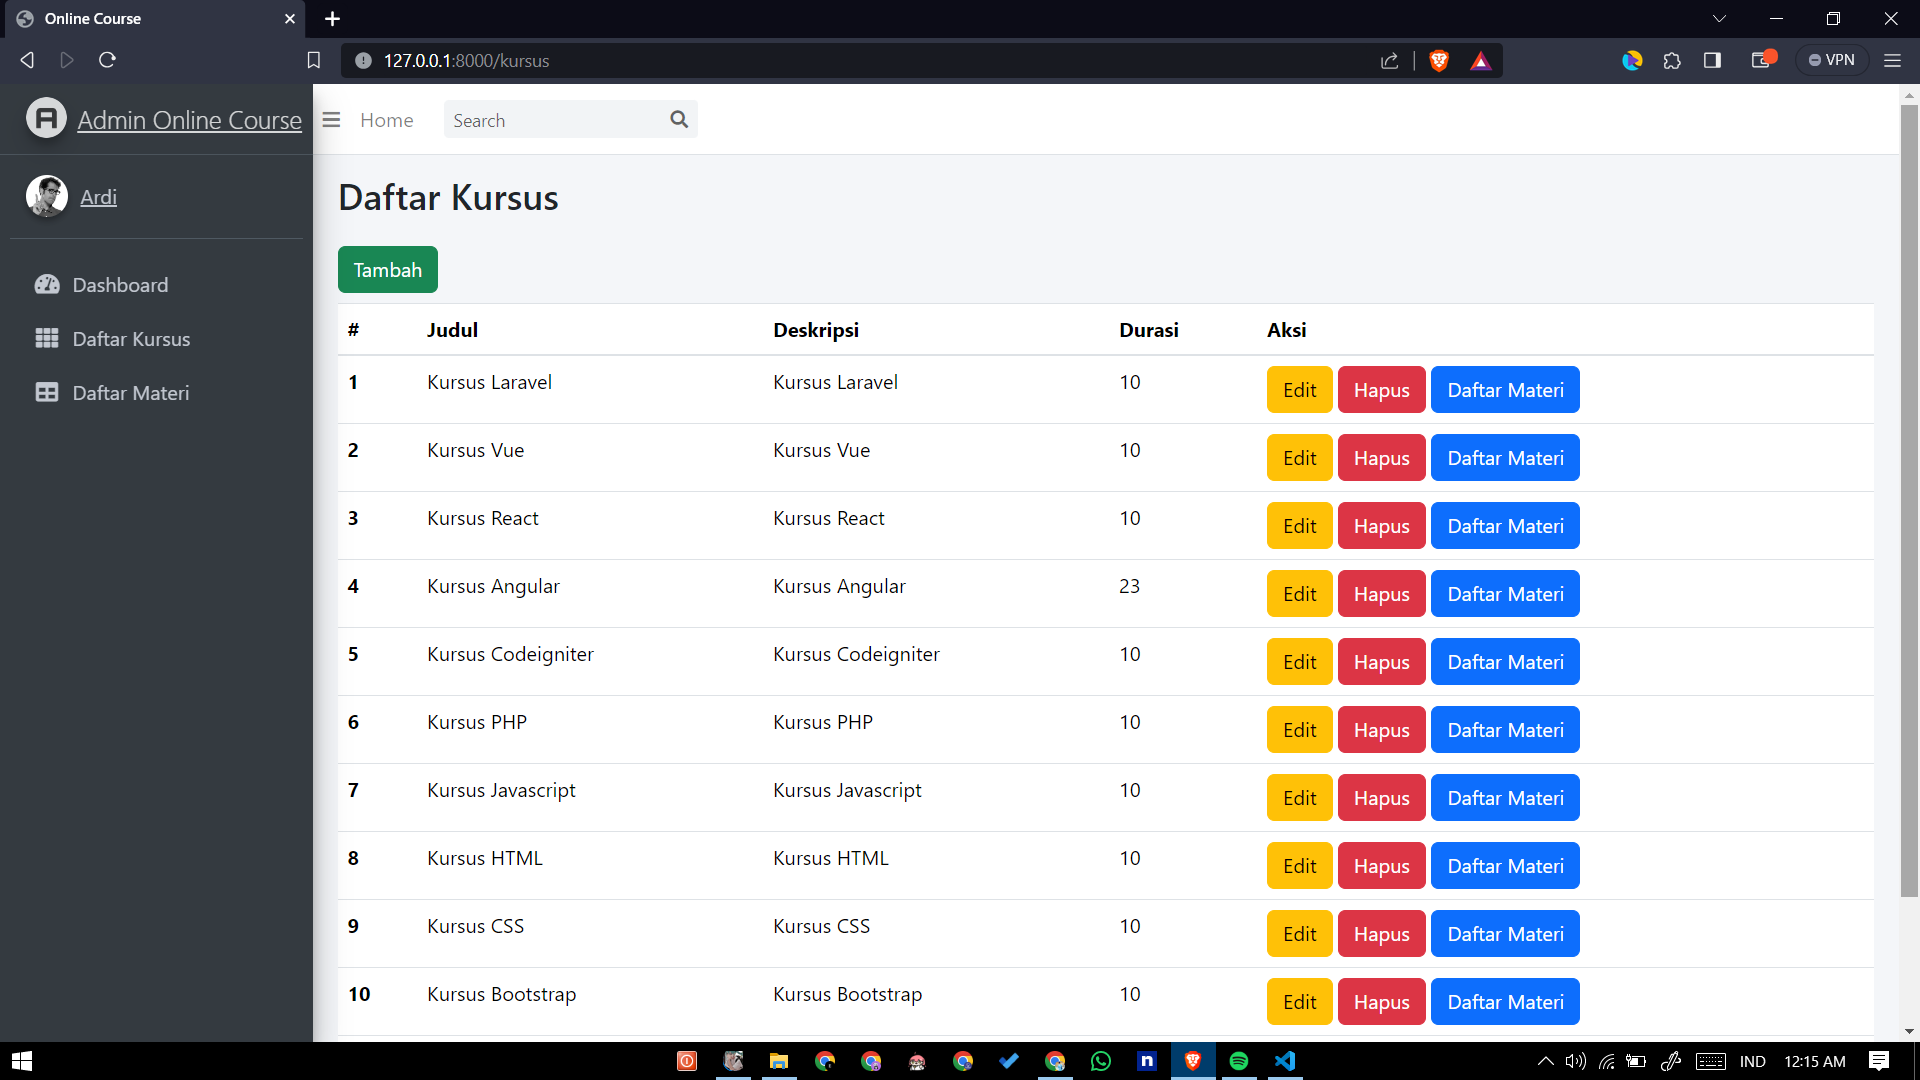 Online Course
127.0.0.1:8000/kursus
VPN
Admin Online Course
Home
Search
Ardi
Dashboard
Daftar Kursus
Daftar Materi
Daftar Kursus
Tambah
# Judul Deskripsi Durasi Aksi
1 Kursus Laravel Kursus Laravel 10 Edit Hapus Daftar Materi
2 Kursus Vue Kursus Vue 10 Edit Hapus Daftar Materi
3 Kursus React Kursus React 10 Edit Hapus Daftar Materi
4 Kursus Angular Kursus Angular 23 Edit Hapus Daftar Materi
5 Kursus Codeigniter Kursus Codeigniter 10 Edit Hapus Daftar Materi
6 Kursus PHP Kursus PHP 10 Edit Hapus Daftar Materi
7 Kursus Javascript Kursus Javascript 10 Edit Hapus Daftar Materi
8 Kursus HTML Kursus HTML 10 Edit Hapus Daftar Materi
9 Kursus CSS Kursus CSS 10 Edit Hapus Daftar Materi
10 Kursus Bootstrap Kursus Bootstrap 10 Edit Hapus Daftar Materi
IND 12:15 AM